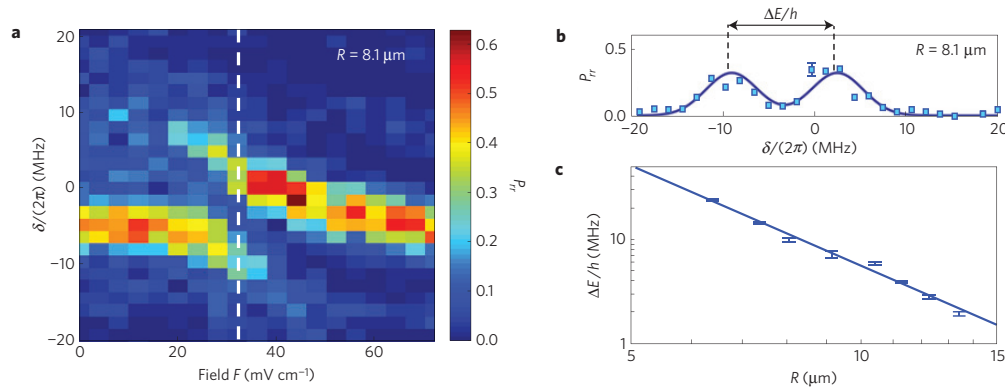 a
R = 8.1 μm
δ/(2π) (MHz)
20
10
0
−10
−20
0
20
40
60
Field F (mV cm⁻¹)
0.6
0.5
0.4
0.3
0.2
0.1
0.0
P_rr
b
ΔE/h
R = 8.1 μm
P_rr
0.5
0.0
−20
−10
0
10
20
δ/(2π) (MHz)
c
ΔE/h (MHz)
10
1
5
10
15
R (μm)